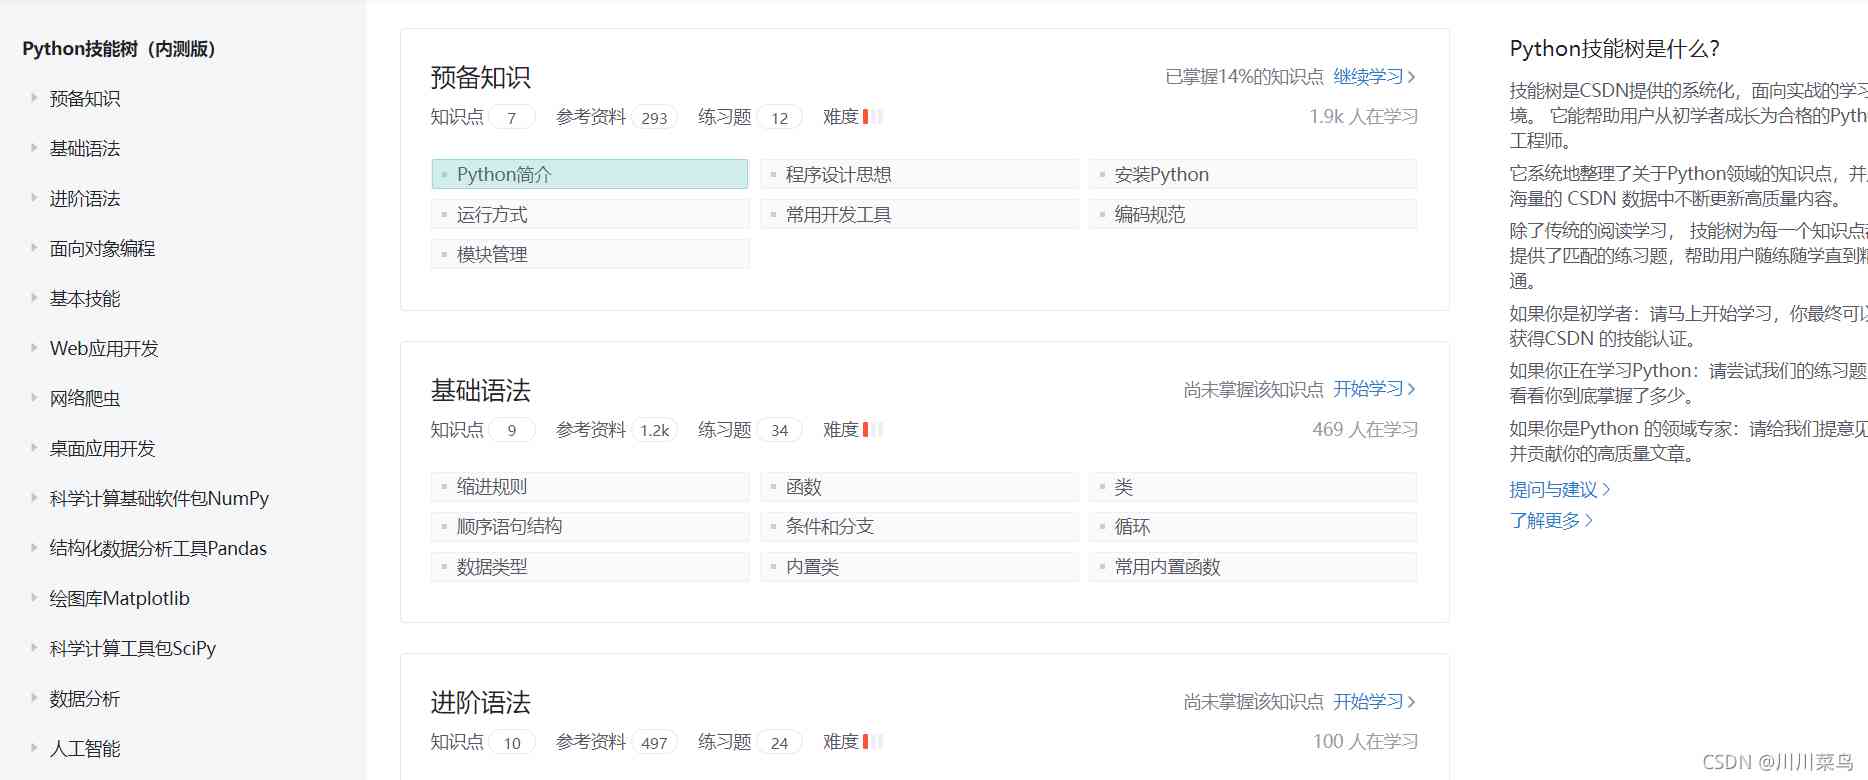 Python技能树（内测版）
预备知识
基础语法
进阶语法
面向对象编程
基本技能
Web应用开发
网络爬虫
桌面应用开发
科学计算基础软件包NumPy
结构化数据分析工具Pandas
绘图库Matplotlib
科学计算工具包SciPy
数据分析
人工智能
预备知识
已掌握14%的知识点 继续学习
知识点 7 参考资料 293 练习题 12 难度
1.9k 人在学习
Python简介 程序设计思想 安装Python
运行方式 常用开发工具 编码规范
模块管理
基础语法
尚未掌握该知识点 开始学习
知识点 9 参考资料 1.2k 练习题 34 难度
469 人在学习
缩进规则 函数 类
顺序语句结构 条件和分支 循环
数据类型 内置类 常用内置函数
进阶语法
尚未掌握该知识点 开始学习
知识点 10 参考资料 497 练习题 24 难度
100 人在学习
Python技能树是什么?
技能树是CSDN提供的系统化，面向实战的学习
境。 它能帮助用户从初学者成长为合格的Pyth
工程师。
它系统地整理了关于Python领域的知识点，并
海量的 CSDN 数据中不断更新高质量内容。
除了传统的阅读学习， 技能树为每一个知识点
提供了匹配的练习题，帮助用户随练随学直到
通。
如果你是初学者：请马上开始学习，你最终可
获得CSDN 的技能认证。
如果你正在学习Python：请尝试我们的练习题
看看你到底掌握了多少。
如果你是Python 的领域专家：请给我们提意见
并贡献你的高质量文章。
提问与建议
了解更多
CSDN @川川菜鸟